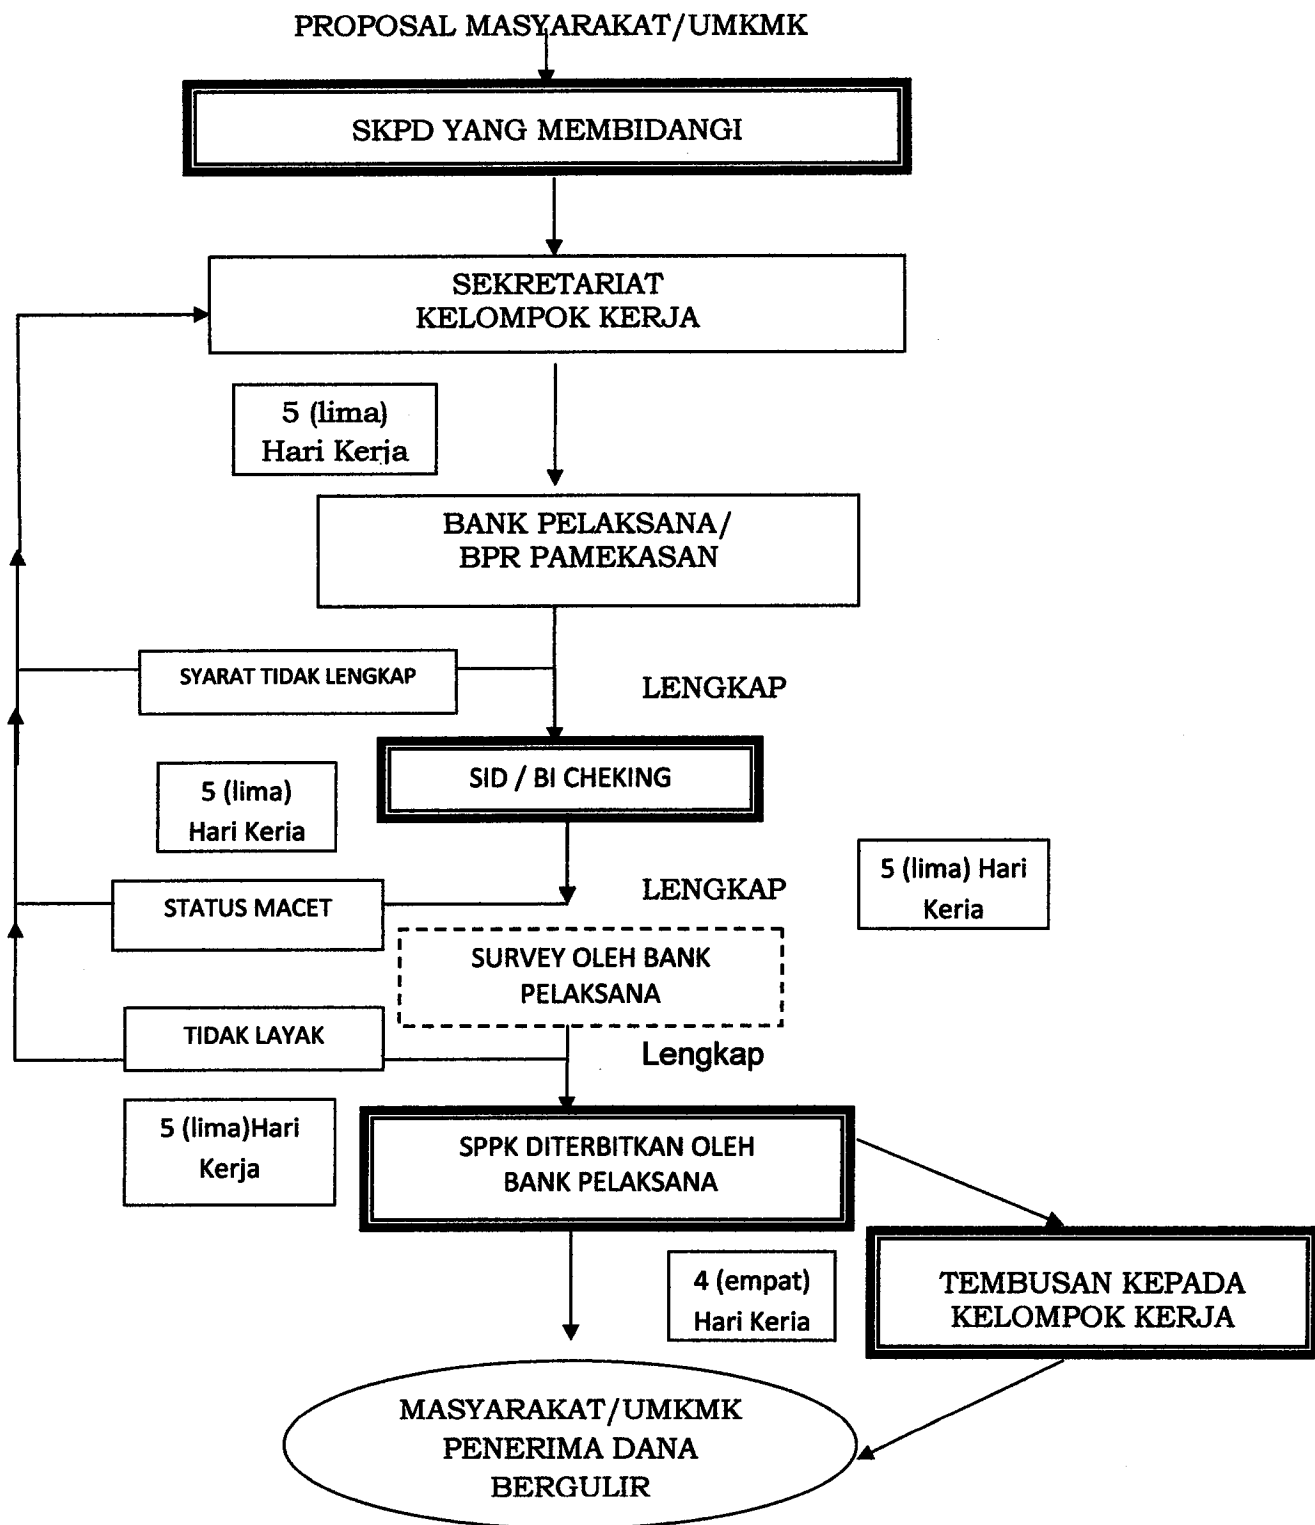 PROPOSAL MASYARAKAT/UMKMK
SKPD YANG MEMBIDANGI
SEKRETARIAT
KELOMPOK KERJA
5 (lima)
Hari Kerja
BANK PELAKSANA/
BPR PAMEKASAN
SYARAT TIDAK LENGKAP
LENGKAP
SID / BI CHEKING
5 (lima)
Hari Keria
5 (lima) Hari
Keria
LENGKAP
STATUS MACET
SURVEY OLEH BANK
PELAKSANA
TIDAK LAYAK
Lengkap
5 (lima)Hari
Kerja
SPPK DITERBITKAN OLEH
BANK PELAKSANA
4 (empat)
Hari Keria
TEMBUSAN KEPADA
KELOMPOK KERJA
MASYARAKAT/UMKMK
PENERIMA DANA
BERGULIR